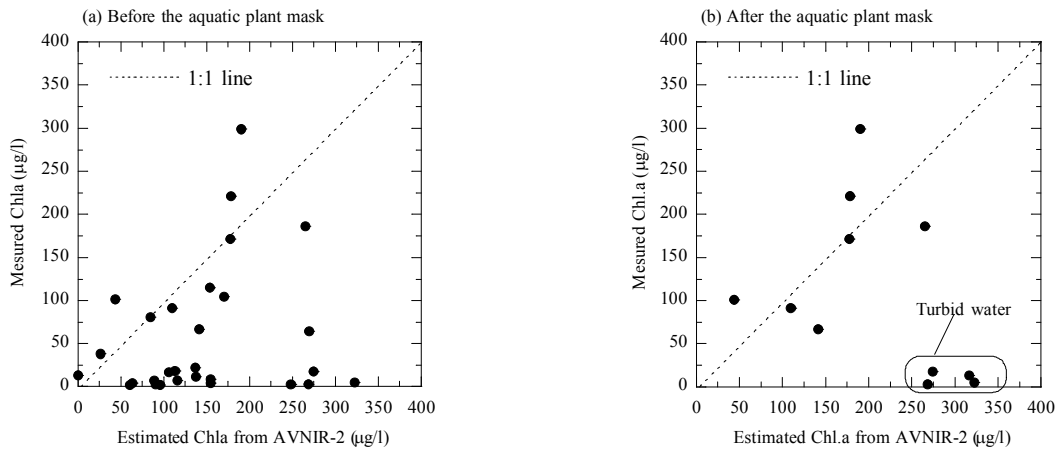 (a) Before the aquatic plant mask
400
350
300
250
200
150
100
50
0
1:1 line
Mesured Chla (µg/l)
0 50 100 150 200 250 300 350 400
Estimated Chla from AVNIR-2 (µg/l)
(b) After the aquatic plant mask
400
350
300
250
200
150
100
50
0
1:1 line
Turbid water
Mesured Chl.a (µg/l)
0 50 100 150 200 250 300 350 400
Estimated Chl.a from AVNIR-2 (µg/l)